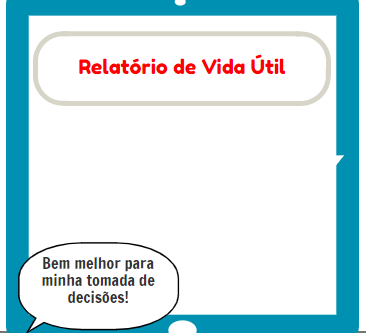 Relatório de Vida Útil
Bem melhor para
minha tomada de
decisões!